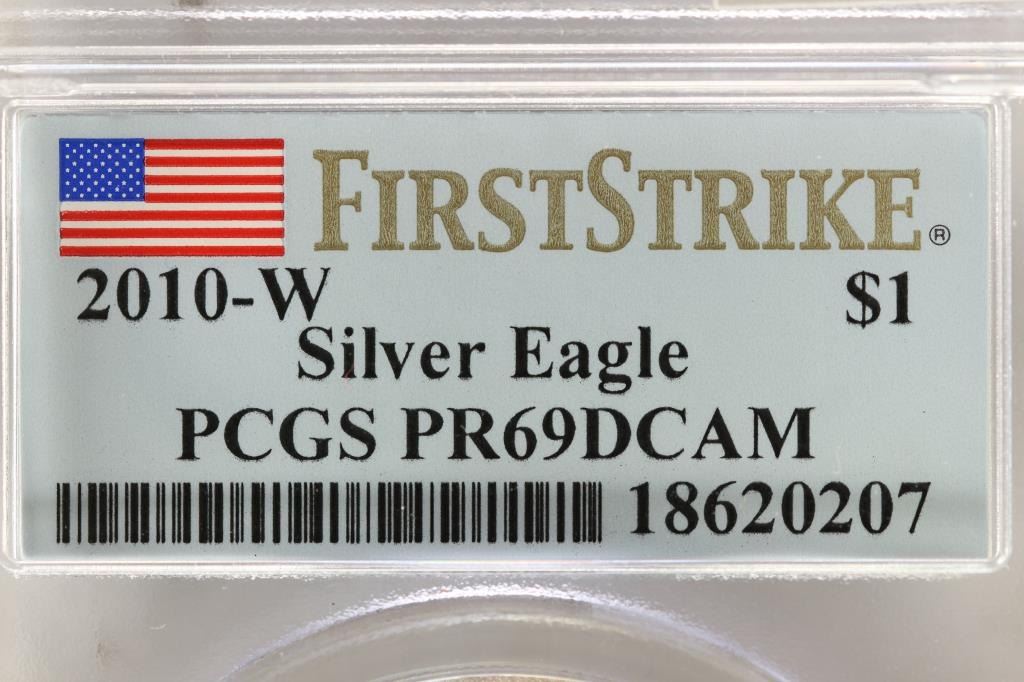 FIRSTSTRIKE®
2010-W $1
Silver Eagle
PCGS PR69DCAM
18620207